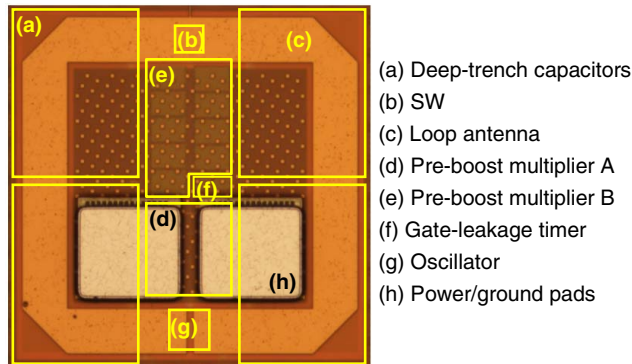 (a)
(b)
(c)
(e)
(f)
(d)
(h)
(g)
(a) Deep-trench capacitors
(b) SW
(c) Loop antenna
(d) Pre-boost multiplier A
(e) Pre-boost multiplier B
(f) Gate-leakage timer
(g) Oscillator
(h) Power/ground pads